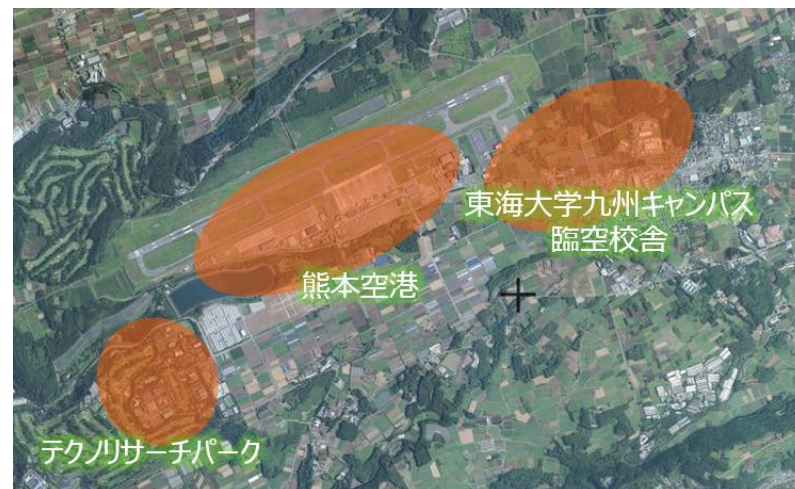 東海大学九州キャンパス
臨空校舎
熊本空港
テクノリサーチパーク